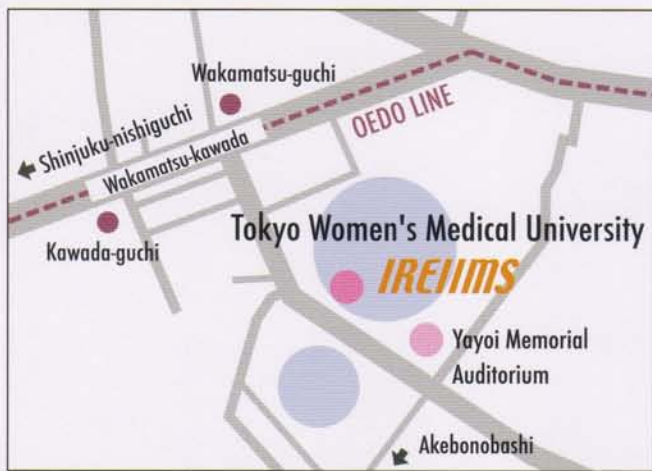 Wakamatsu-guchi
OEDO LINE
Shinjuku-nishiguchi
Wakamatsu-kawada
Kawada-guchi
Tokyo Women's Medical University
IREIIMS
Yayoi Memorial
Auditorium
Akebonobashi